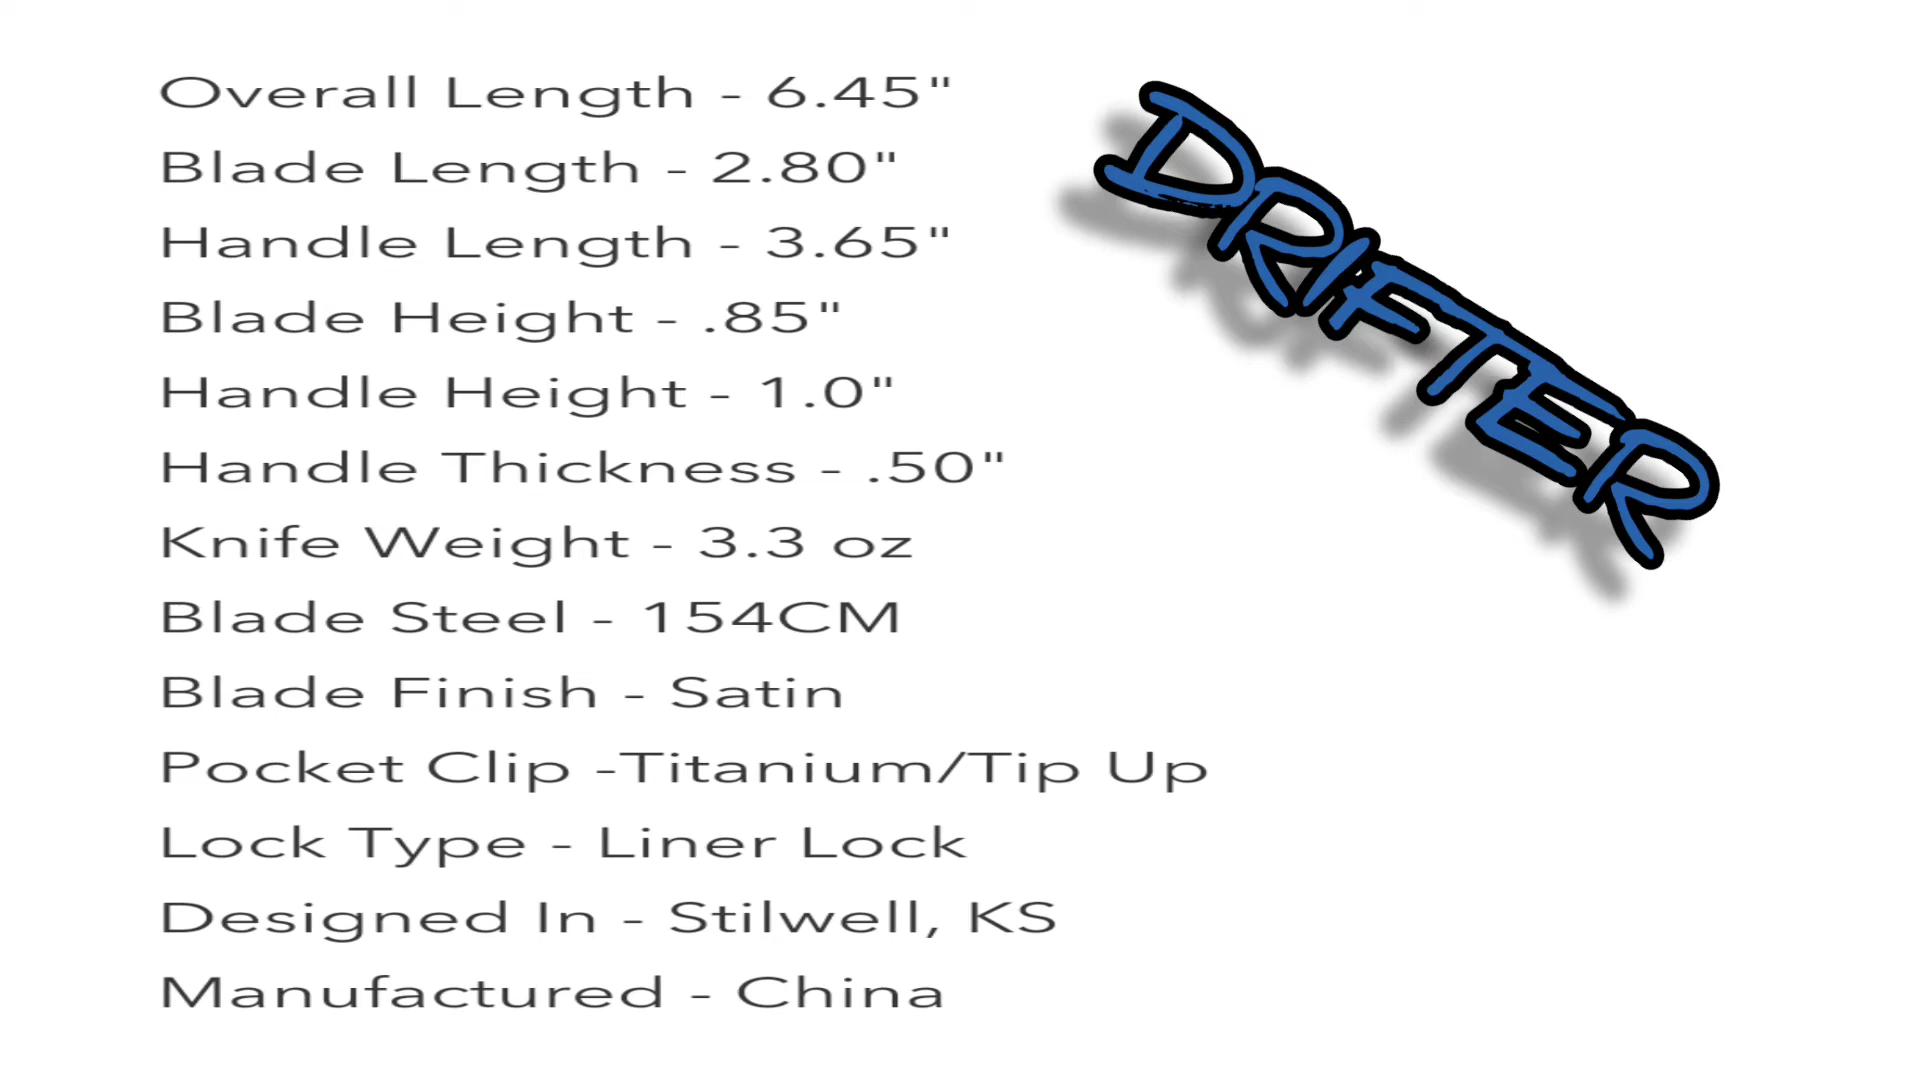 Overall Length - 6.45"
Blade Length - 2.80"
Handle Length - 3.65"
Blade Height - .85"
Handle Height - 1.0"
Handle Thickness - .50"
Knife Weight - 3.3 oz
Blade Steel - 154CM
Blade Finish - Satin
Pocket Clip -Titanium/Tip Up
Lock Type - Liner Lock
Designed In - Stilwell, KS
Manufactured - China
DRIFTER